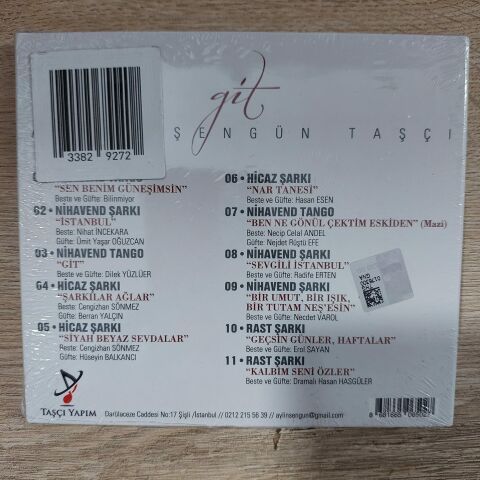 git
ŞENGÜN TAŞÇI
3382 9272
TANGO
"SEN BENİM GÜNEŞİMSİN"
Beste ve Güfte: Bilinmiyor
02 • NİHAVEND ŞARKI
"İSTANBUL"
Beste: Nihat İNCEKARA
Güfte: Ümit Yaşar OĞUZCAN
03 • NİHAVEND TANGO
"GİT"
Beste ve Güfte: Dilek YÜZLÜER
04 • HİCAZ ŞARKI
"ŞARKILAR AĞLAR"
Beste: Cengizhan SÖNMEZ
Güfte: Berran YALÇIN
05 • HİCAZ ŞARKI
"SİYAH BEYAZ SEVDALAR"
Beste: Cengizhan SÖNMEZ
Güfte: Hüseyin BALKANCI
06 • HİCAZ ŞARKI
"NAR TANESİ"
Beste ve Güfte: Hasan ESEN
07 • NİHAVEND TANGO
"BEN NE GÖNÜL ÇEKTİM ESKİDEN" (Mazi)
Beste: Necip Celal ANDEL
Güfte: Nejdet Rüştü EFE
08 • NİHAVEND ŞARKI
"SEVGİLİ İSTANBUL"
Beste ve Güfte: Radife ERTEN
09 • NİHAVEND ŞARKI
"BİR UMUT, BİR IŞIK,
BİR TUTAM NEŞ'ESİN"
Beste ve Güfte: Necdet VAROL
10 • RAST ŞARKI
"GEÇSİN GÜNLER, HAFTALAR"
Beste ve Güfte: Erol SAYAN
11 • RAST ŞARKI
"KALBİM SENİ ÖZLER"
Beste ve Güfte: Dramalı Hasan HASGÜLER
TAŞÇI YAPIM
Darülaceze Caddesi No:17 Şişli /İstanbul // 0212 215 56 39 // aylinsengun@gmail.com